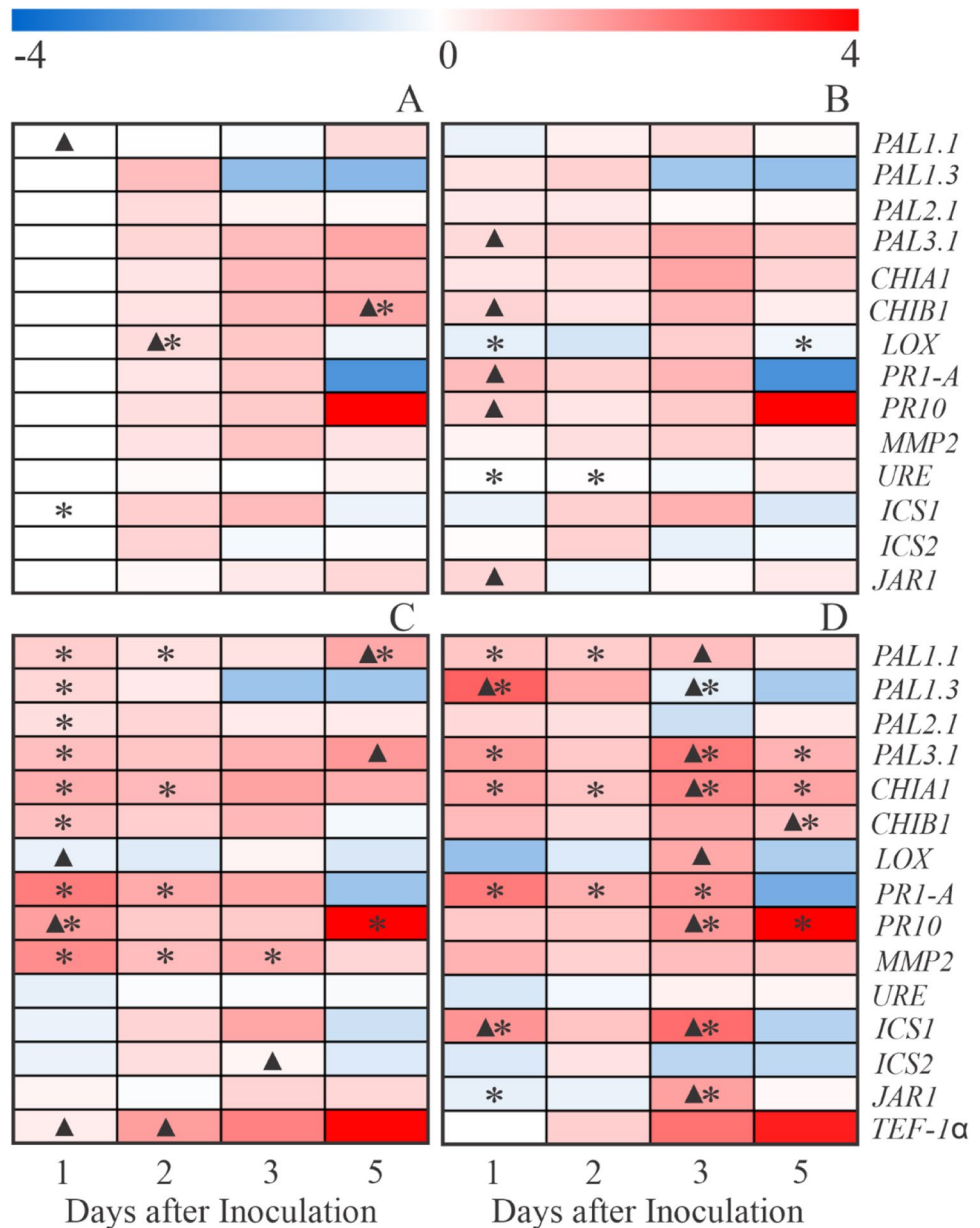 -4 0 4
A B
PAL1.1
PAL1.3
PAL2.1
PAL3.1
CHIA1
CHIB1
LOX
PR1-A
PR10
MMP2
URE
ICS1
ICS2
JAR1
C D
PAL1.1
PAL1.3
PAL2.1
PAL3.1
CHIA1
CHIB1
LOX
PR1-A
PR10
MMP2
URE
ICS1
ICS2
JAR1
TEF-1α
1 2 3 5 1 2 3 5
Days after Inoculation Days after Inoculation